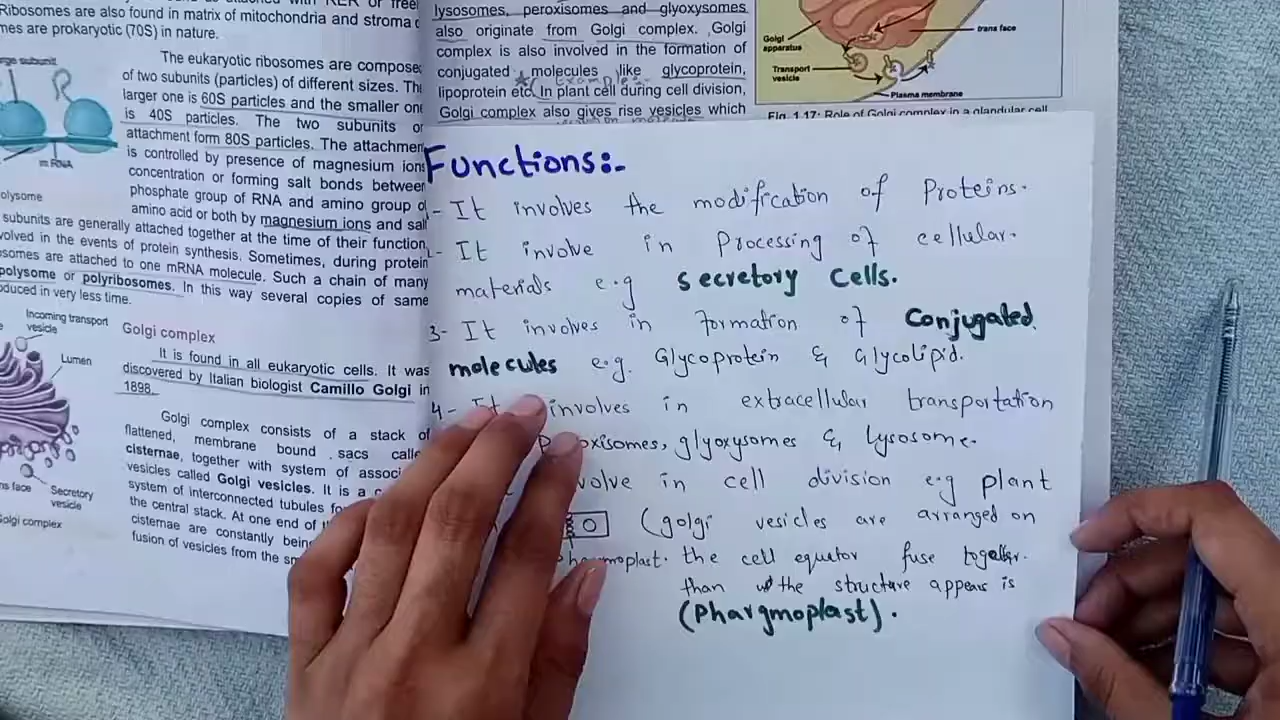 Ribosomes are also found in matrix of mitochondria and stroma
mes are prokaryotic (70S) in nature.
rge subunit
mRNA
olysome
The eukaryotic ribosomes are compose
of two subunits (particles) of different sizes. Th
larger one is 60S particles and the smaller on
is 40S particles. The two subunits o
attachment form 80S particles. The attachmen
is controlled by presence of magnesium ions
concentration or forming salt bonds between
phosphate group of RNA and amino group o
amino acid or both by magnesium ions and sal
subunits are generally attached together at the time of their function
volved in the events of protein synthesis. Sometimes, during protein
osomes are attached to one mRNA molecule. Such a chain of many
polysome or polyribosomes. In this way several copies of same
oduced in very less time.
Incoming transport
vesicle
Lumen
ns face
Secretory
vesicle
Golgi complex
Golgi complex
It is found in all eukaryotic cells. It was
discovered by Italian biologist Camillo Golgi in
1898.
Golgi complex consists of a stack of
flattened, membrane bound sacs calle
cisternae, together with system of associ
vesicles called Golgi vesicles. It is a
system of interconnected tubules fo
the central stack. At one end of
cisternae are constantly bein
fusion of vesicles from the sm
lysosomes, peroxisomes and glyoxysomes
also originate from Golgi complex. Golgi
complex is also involved in the formation of
conjugated molecules like glycoprotein,
lipoprotein etc. In plant cell during cell division,
Golgi complex also gives rise vesicles which
Golgi
apparatus
trans face
Transport
vesicle
Plasma membrane
Fig. 1.17: Role of Golgi complex in a glandular cell
Functions:-
1- It involves the modification of Proteins.
- It involve in Processing of cellular.
materials e.g secretory cells.
3- It involves in formation of conjugated
molecules e.g. Glycoprotein & Glycolipid.
4- It involves in extracellular transportation
oxisomes, glyoxysomes & Lysosome.
volve in cell division e.g plant
(golgi vesicles are arranged on
moplast. the cell equator fuse together.
than the structure appears is
(Phargmoplast).